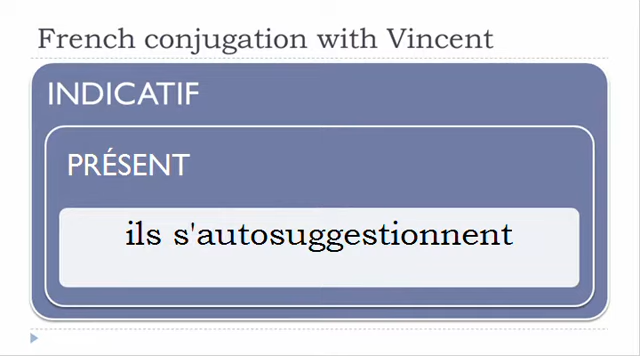 French conjugation with Vincent
INDICATIF
PRÉSENT
ils s'autosuggestionnent